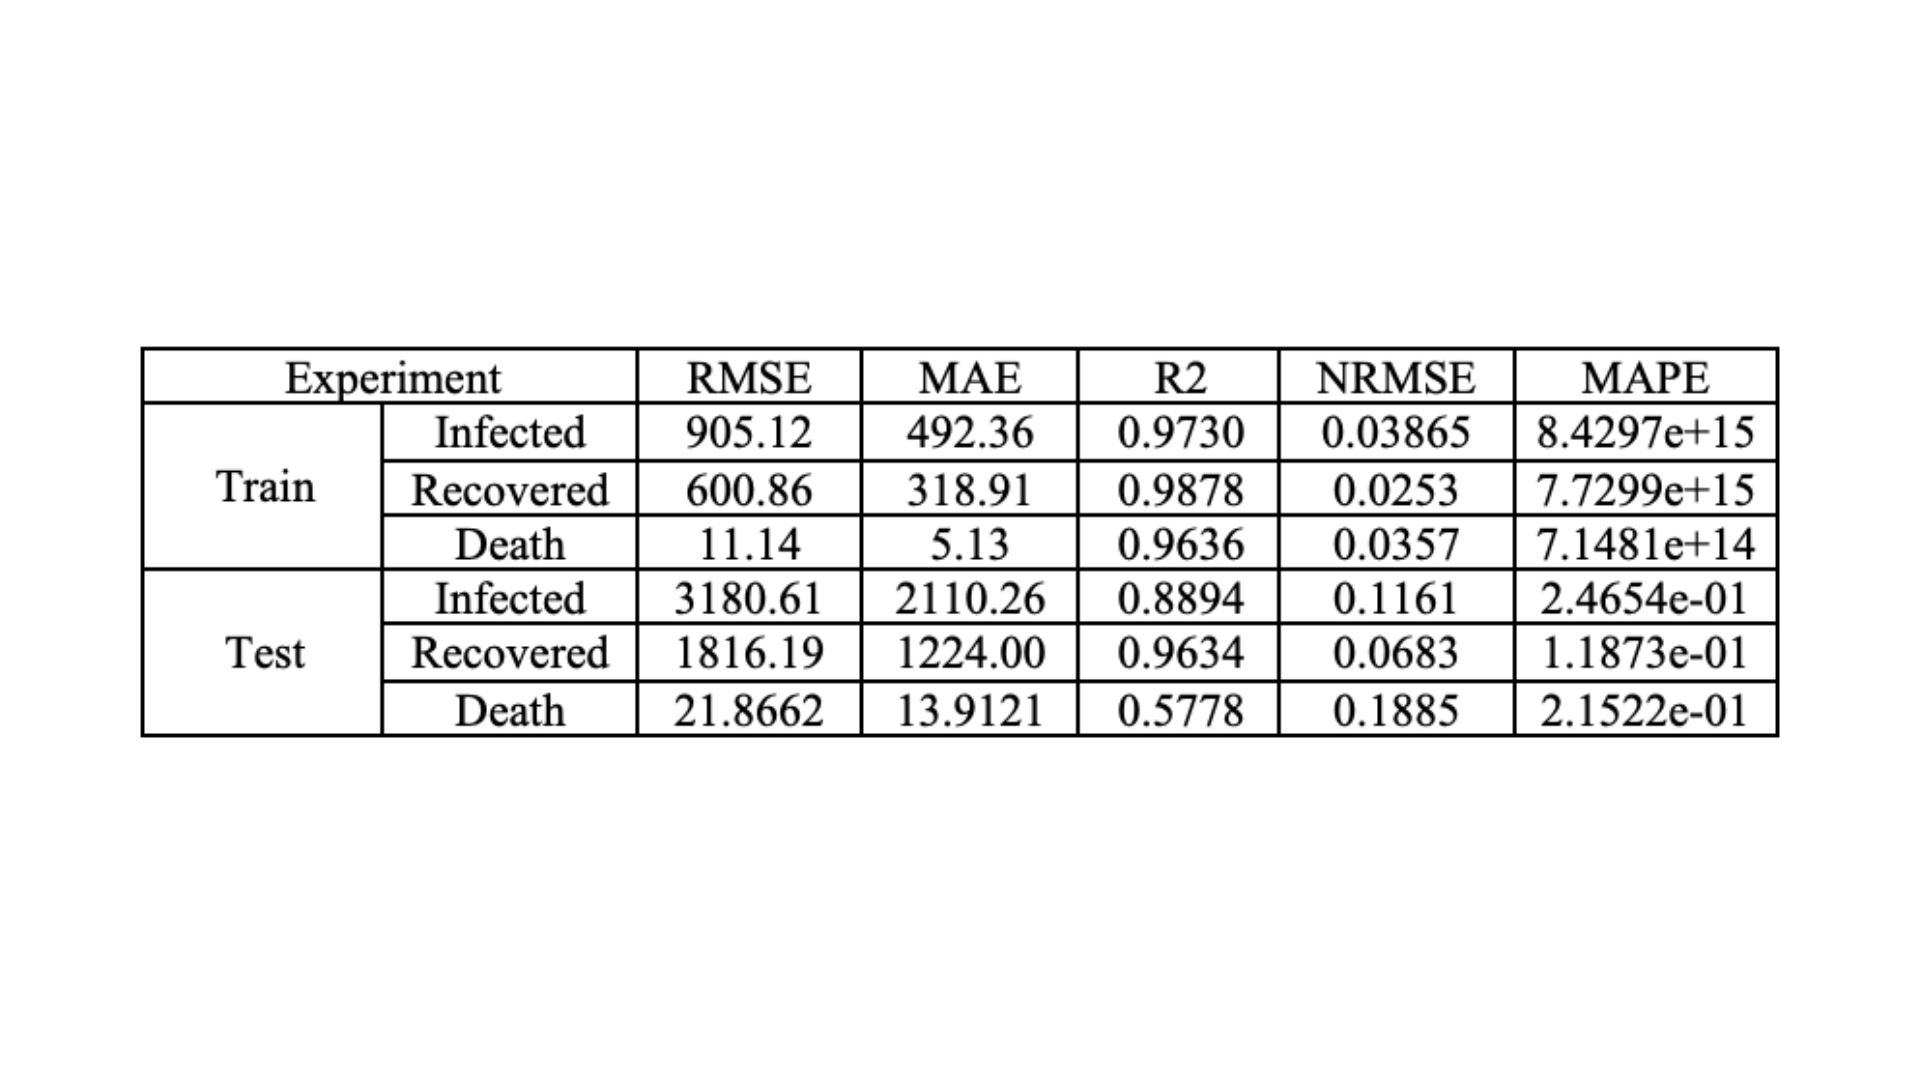 Experiment RMSE MAE R2 NRMSE MAPE
Train
Infected 905.12 492.36 0.9730 0.03865 8.4297e+15
Recovered 600.86 318.91 0.9878 0.0253 7.7299e+15
Death 11.14 5.13 0.9636 0.0357 7.1481e+14
Test
Infected 3180.61 2110.26 0.8894 0.1161 2.4654e-01
Recovered 1816.19 1224.00 0.9634 0.0683 1.1873e-01
Death 21.8662 13.9121 0.5778 0.1885 2.1522e-01